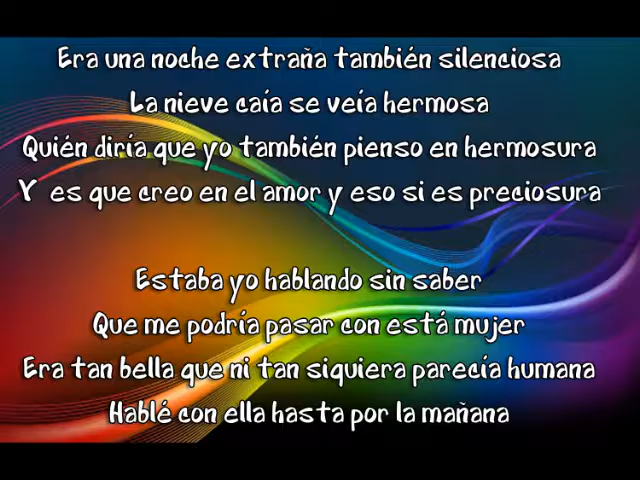 Era una noche extraña también silenciosa
La nieve caía se veía hermosa
Quién diría que yo también pienso en hermosura
Y es que creo en el amor y eso si es preciosura
Estaba yo hablando sin saber
Que me podría pasar con está mujer
Era tan bella que ni tan siquiera parecía humana
Hablé con ella hasta por la mañana